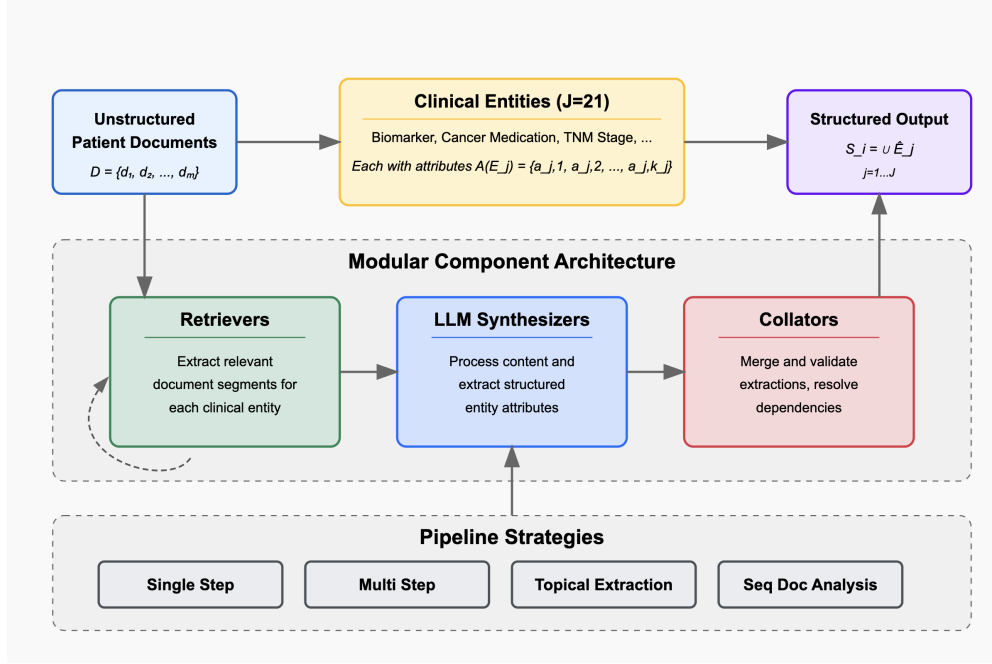 Unstructured
Patient Documents
D = {d₁, d₂, ..., dₘ}
Clinical Entities (J=21)
Biomarker, Cancer Medication, TNM Stage, ...
Each with attributes A(E_j) = {a_j,1, a_j,2, ..., a_j,k_j}
Structured Output
S_i = ∪ Ê_j
j=1...J
Modular Component Architecture
Retrievers
Extract relevant
document segments for
each clinical entity
LLM Synthesizers
Process content and
extract structured
entity attributes
Collators
Merge and validate
extractions, resolve
dependencies
Pipeline Strategies
Single Step
Multi Step
Topical Extraction
Seq Doc Analysis